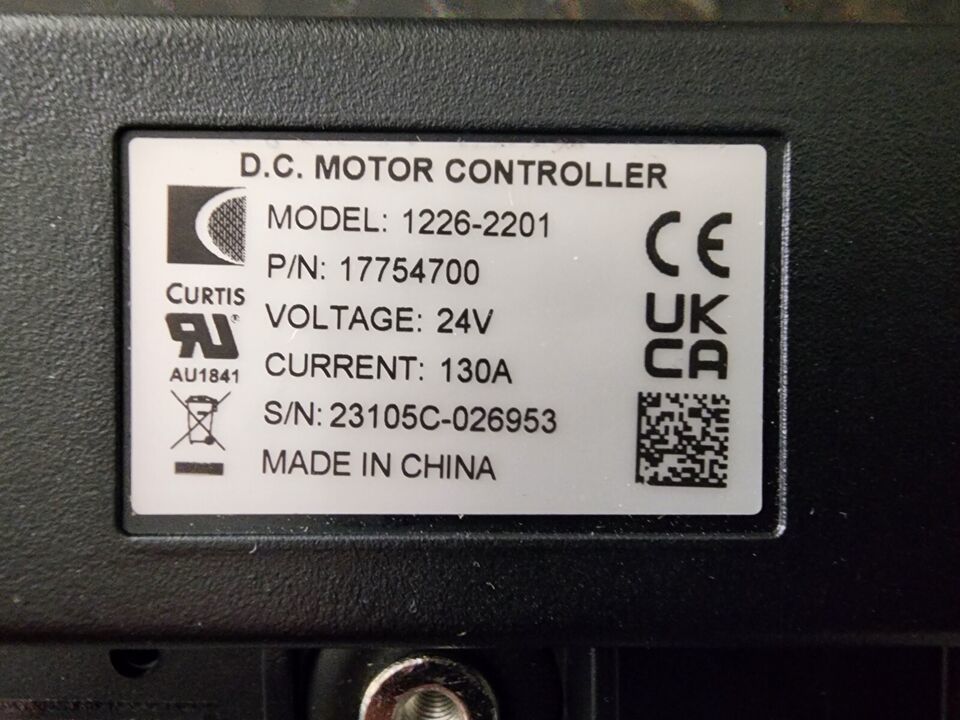 D.C. MOTOR CONTROLLER
MODEL: 1226-2201
P/N: 17754700
CURTIS
VOLTAGE: 24V
CURRENT: 130A
AU1841
S/N: 23105C-026953
MADE IN CHINA
CE
UK
CA
RU®